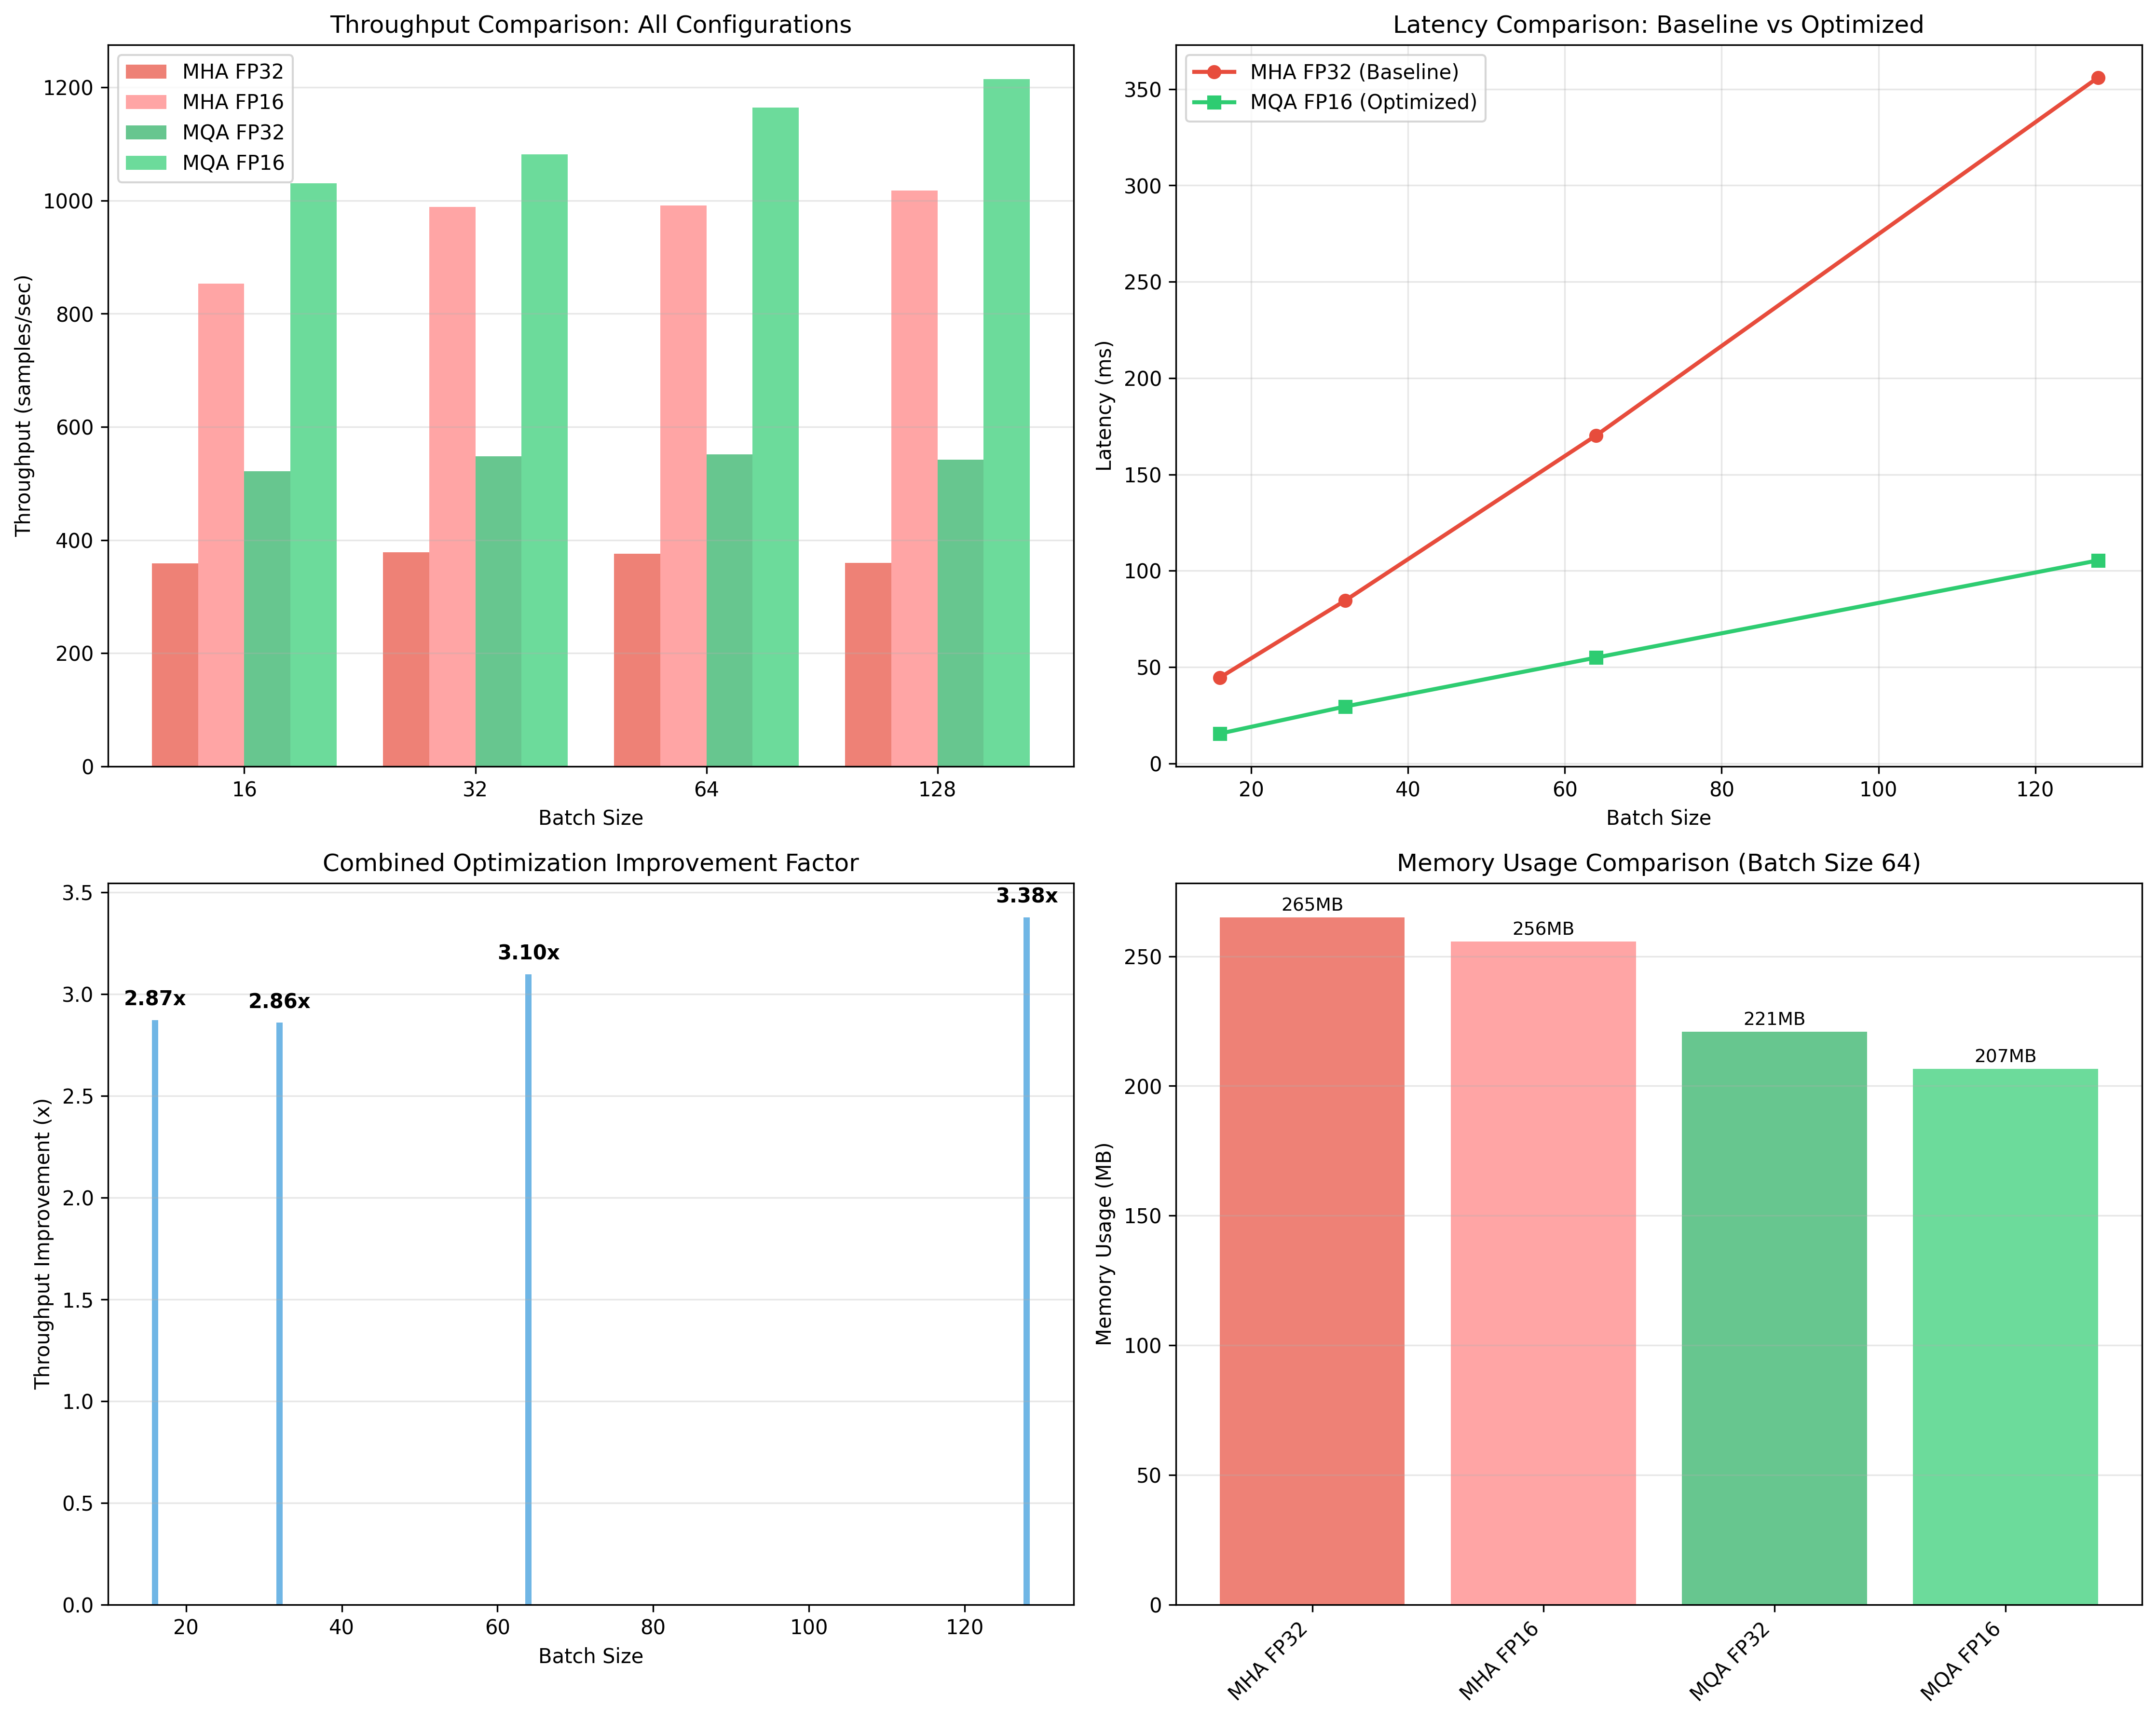 Throughput Comparison: All Configurations
MHA FP32
MHA FP16
MQA FP32
MQA FP16
Throughput (samples/sec)
1200
1000
800
600
400
200
0
16 32 64 128
Batch Size
Latency Comparison: Baseline vs Optimized
MHA FP32 (Baseline)
MQA FP16 (Optimized)
Latency (ms)
350
300
250
200
150
100
50
0
20 40 60 80 100 120
Batch Size
Combined Optimization Improvement Factor
Throughput Improvement (x)
3.5
3.0
2.5
2.0
1.5
1.0
0.5
0.0
2.87x
2.86x
3.10x
3.38x
20 40 60 80 100 120
Batch Size
Memory Usage Comparison (Batch Size 64)
Memory Usage (MB)
250
200
150
100
50
0
265MB
256MB
221MB
207MB
MHA FP32
MHA FP16
MQA FP32
MQA FP16